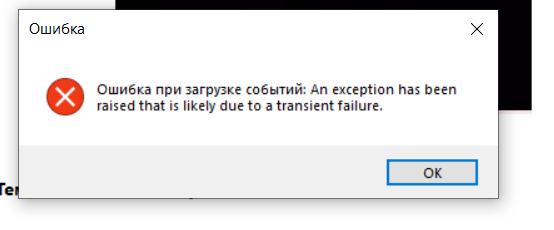 Ошибка
Ошибка при загрузке событий: An exception has been
raised that is likely due to a transient failure.
OK